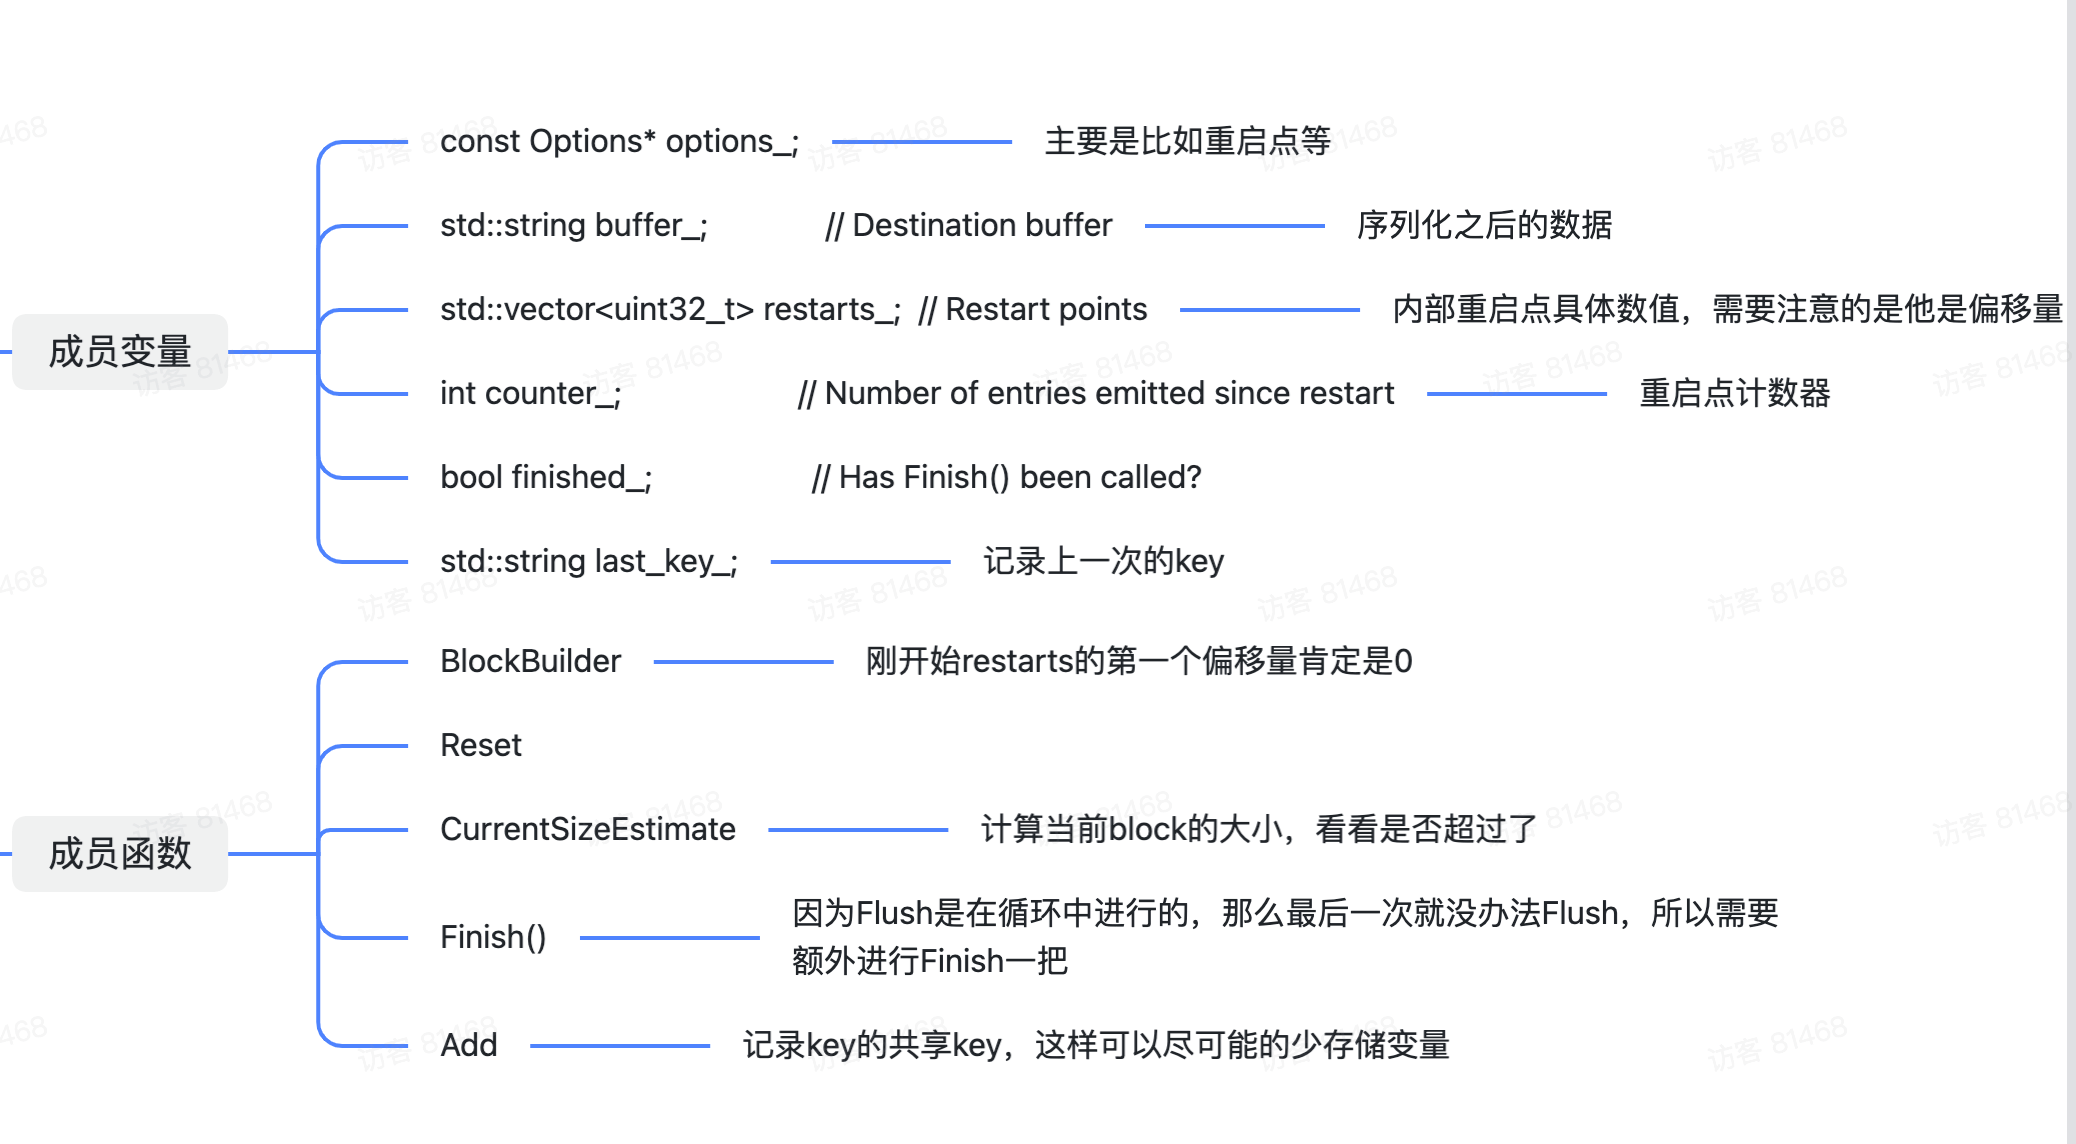 const Options* options_; 主要是比如重启点等
std::string buffer_; // Destination buffer 序列化之后的数据
std::vector<uint32_t> restarts_; // Restart points 内部重启点具体数值，需要注意的是他是偏移量
成员变量
int counter_; // Number of entries emitted since restart 重启点计数器
bool finished_; // Has Finish() been called?
std::string last_key_; 记录上一次的key
BlockBuilder 刚开始restarts的第一个偏移量肯定是0
Reset
CurrentSizeEstimate 计算当前block的大小，看看是否超过了
成员函数
Finish() 因为Flush是在循环中进行的，那么最后一次就没办法Flush，所以需要
额外进行Finish一把
Add 记录key的共享key，这样可以尽可能的少存储变量
访客 81468